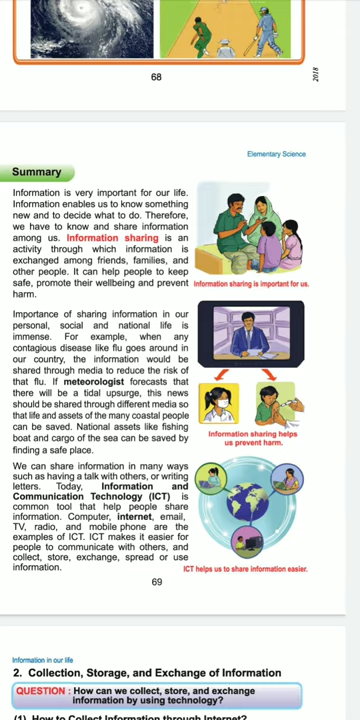 68
2018
Elementary Science
Summary
Information is very important for our life.
Information enables us to know something
new and to decide what to do. Therefore,
we have to know and share information
among us. Information sharing is an
activity through which information is
exchanged among friends, families, and
other people. It can help people to keep
safe, promote their wellbeing and prevent
harm.
Information sharing is important for us.
Importance of sharing information in our
personal, social and national life is
immense. For example, when any
contagious disease like flu goes around in
our country, the information would be
shared through media to reduce the risk of
that flu. If meteorologist forecasts that
there will be a tidal upsurge, this news
should be shared through different media so
that life and assets of the many coastal people
can be saved. National assets like fishing
boat and cargo of the sea can be saved by
finding a safe place.
Information sharing helps
us prevent harm.
We can share information in many ways
such as having a talk with others, or writing
letters. Today, Information and
Communication Technology (ICT) is
common tool that help people share
information. Computer, internet, email,
TV, radio, and mobile phone are the
examples of ICT. ICT makes it easier for
people to communicate with others, and
collect, store, exchange, spread or use
information.
ICT helps us to share information easier.
69
Information in our life
2. Collection, Storage, and Exchange of Information
QUESTION : How can we collect, store, and exchange
information by using technology?
(1) How to Collect Information through Internet?